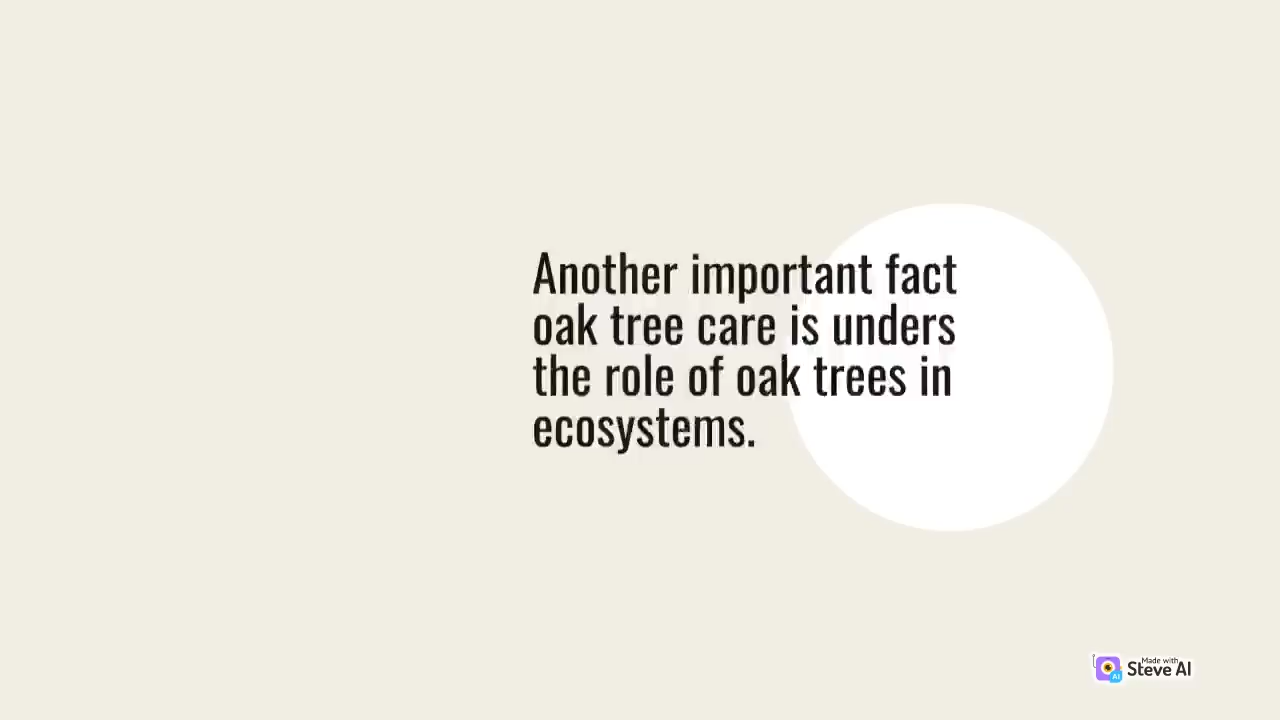 Another important fact
oak tree care is unders
the role of oak trees in
ecosystems.
Made with
Steve AI
AI